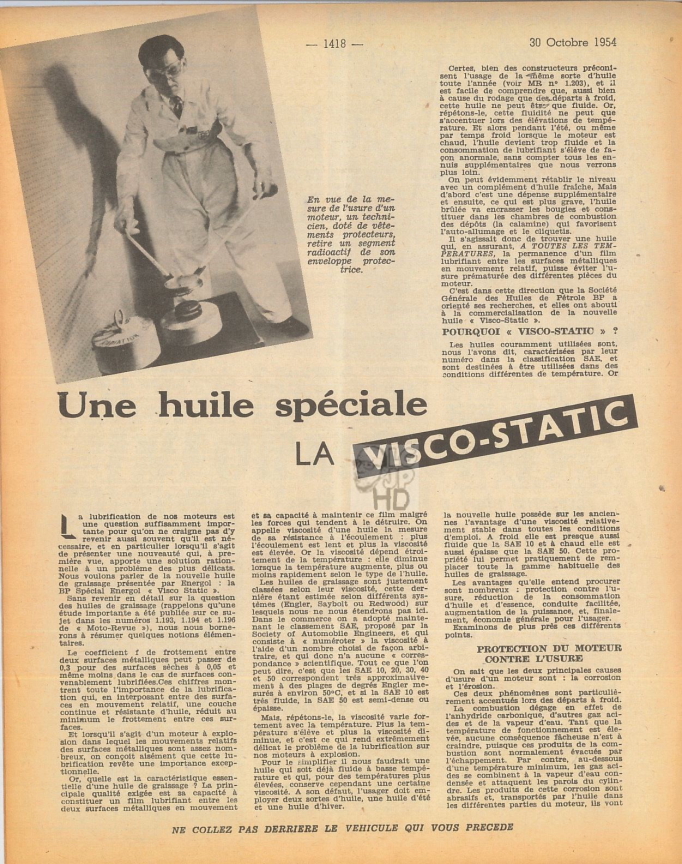 — 1418 —
30 Octobre 1954
En vue de la me-
sure de l'usure d'un
moteur, un techni-
cien, doté de vête-
ments protecteurs,
retire un segment
radioactif de son
enveloppe protec-
trice.
Certes, bien des constructeurs préconi-
sent l'usage de la même sorte d'huile
toute l'année (voir MR n° 1.203), et il
est facile de comprendre que, aussi bien
à cause du rodage que des départs à froid,
cette huile ne peut être que fluide. Or,
répétons-le, cette fluidité ne peut que
s'accentuer lors des élévations de tempé-
rature. Et alors pendant l'été, ou même
par temps froid lorsque le moteur est
chaud, l'huile devient trop fluide et la
consommation de lubrifiant s'élève de fa-
çon anormale, sans compter tous les en-
nuis supplémentaires que nous verrons
plus loin.
On peut évidemment rétablir le niveau
avec un complément d'huile fraîche. Mais
d'abord c'est une dépense supplémentaire
et ensuite, ce qui est plus grave, l'huile
brûlée va encrasser les bougies et cons-
tituer dans les chambres de combustion
des dépôts (la calamine) qui favorisent
l'auto-allumage et le cliquetis.
Il s'agissait donc de trouver une huile
qui, en assurant, A TOUTES LES TEM-
PERATURES, la permanence d'un film
lubrifiant entre les surfaces métalliques
en mouvement relatif, puisse éviter l'u-
sure prématurée des différentes pièces du
moteur.
C'est dans cette direction que la Société
Générale des Huiles de Pétrole BP a
orienté ses recherches, et elles ont abouti
à la commercialisation de la nouvelle
huile « Visco-Static ».
POURQUOI « VISCO-STATIC » ?
Les huiles couramment utilisées sont,
nous l'avons dit, caractérisées par leur
numéro dans la classification SAE, et
sont destinées à être utilisées dans des
conditions différentes de température. Or
Une huile spéciale
LA VISCO-STATIC
HD
La lubrification de nos moteurs est
une question suffisamment impor-
tante pour qu'on ne craigne pas d'y
revenir aussi souvent qu'il est né-
cessaire, et en particulier lorsqu'il s'agit
de présenter une nouveauté qui, à pre-
mière vue, apporte une solution ration-
nelle à un problème des plus délicats.
Nous voulons parler de la nouvelle huile
de graissage présentée par Energol : la
BP Spécial Energol « Visco Static ».
Sans revenir en détail sur la question
des huiles de graissage (rappelons qu'une
étude importante a été publiée sur ce su-
jet dans les numéros 1.193, 1.194 et 1.196
de « Moto-Revue »), nous nous borne-
rons à résumer quelques notions élémen-
taires.
Le coefficient f de frottement entre
deux surfaces métalliques peut passer de
0,3 pour des surfaces sèches à 0,05 et
même moins dans le cas de surfaces con-
venablement lubrifiées.Ces chiffres mon-
trent toute l'importance de la lubrifica-
tion qui, en interposant entre des surfa-
ces en mouvement relatif, une couche
continue et résistante d'huile, réduit au
minimum le frottement entre ces sur-
faces.
Et lorsqu'il s'agit d'un moteur à explo-
sion dans lequel les mouvements relatifs
des surfaces métalliques sont assez nom-
breux, on conçoit aisément que cette lu-
brification revête une importance excep-
tionnelle.
Or, quelle est la caractéristique essen-
tielle d'une huile de graissage ? La prin-
cipale qualité exigée est sa capacité à
constituer un film lubrifiant entre les
deux surfaces métalliques en mouvement
et sa capacité à maintenir ce film malgré
les forces qui tendent à le détruire. On
appelle viscosité d'une huile la mesure
de sa résistance à l'écoulement : plus
l'écoulement est lent et plus la viscosité
est élevée. Or la viscosité dépend étroi-
tement de la température : elle diminue
lorsque la température augmente, plus ou
moins rapidement selon le type de l'huile.
Les huiles de graissage sont justement
classées selon leur viscosité, cette der-
nière étant estimée selon différents sys-
tèmes (Engler, Saybolt ou Redwood) sur
lesquels nous ne nous étendrons pas ici.
Dans le commerce on a adopté mainte-
nant le classement SAE, proposé par la
Society of Automobile Engineers, et qui
consiste à « numéroter » la viscosité à
l'aide d'un nombre choisi de façon arbi-
traire, et qui donc n'a aucune « corres-
pondance » scientifique. Tout ce que l'on
peut dire, c'est que les SAE 10, 20, 30, 40
et 50 correspondent très approximative-
ment à des plages de degrés Engler me-
surés à environ 50°C, et si la SAE 10 est
très fluide, la SAE 50 est semi-dense ou
épaisse.
Mais, répétons-le, la viscosité varie for-
tement avec la température. Plus la tem-
pérature s'élève et plus la viscosité di-
minue, et c'est ce qui rend extrêmement
délicat le problème de la lubrification sur
nos moteurs à explosion.
Pour le simplifier il nous faudrait une
huile qui soit déjà fluide à basse tempé-
rature et qui, pour des températures plus
élevées, conserve cependant une certaine
viscosité. A son défaut, l'usager doit em-
ployer deux sortes d'huile, une huile d'été
et une huile d'hiver.
la nouvelle huile possède sur les ancien-
nes l'avantage d'une viscosité relative-
ment stable dans toutes les conditions
d'emploi. A froid elle est presque aussi
fluide que la SAE 10 et à chaud elle est
aussi épaisse que la SAE 50. Cette pro-
priété lui permet pratiquement de rem-
placer toute la gamme habituelle des
huiles de graissage.
Les avantages qu'elle entend procurer
sont nombreux : protection contre l'u-
sure, réduction de la consommation
d'huile et d'essence, conduite facilitée,
augmentation de la puissance, et, finale-
ment, économie générale pour l'usager.
Examinons de plus près ces différents
points.
PROTECTION DU MOTEUR
CONTRE L'USURE
On sait que les deux principales causes
d'usure d'un moteur sont : la corrosion
et l'érosion.
Ces deux phénomènes sont particuliè-
rement accentués lors des départs à froid.
La combustion dégage en effet de
l'anhydride carbonique, d'autres gaz aci-
des et de la vapeur d'eau. Tant que la
température de fonctionnement est éle-
vée, aucune conséquence fâcheuse n'est à
craindre, puisque ces produits de la com-
bustion sont normalement évacués par
l'échappement. Par contre, au-dessous
d'une température minimum, les gaz aci-
des se combinent à la vapeur d'eau con-
densée et attaquent les parois du cylin-
dre. Les produits de cette corrosion sont
abrasifs et, transportés par l'huile dans
les différentes parties du moteur, ils vont
NE COLLEZ PAS DERRIERE LE VEHICULE QUI VOUS PRECEDE